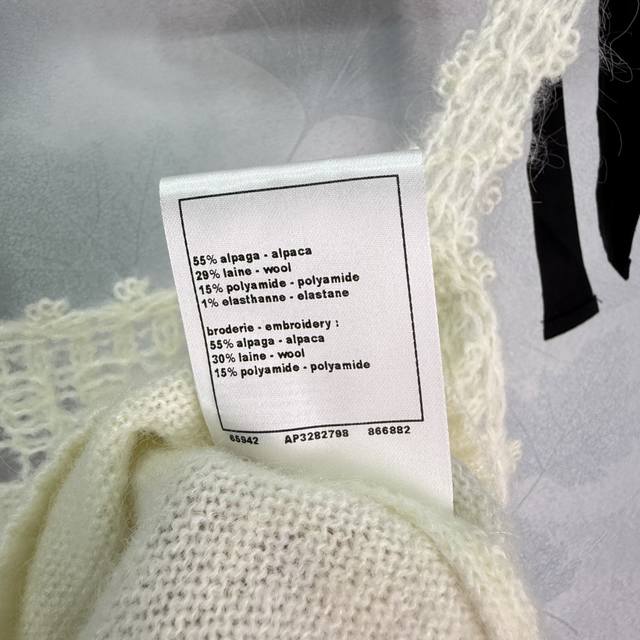 55% alpaga - alpaca
29% laine - wool
15% polyamide - polyamide
1% elasthanne - elastane
broderie - embroidery :
55% alpaga - alpaca
30% laine - wool
15% polyamide - polyamide
65942 AP3282798 866882